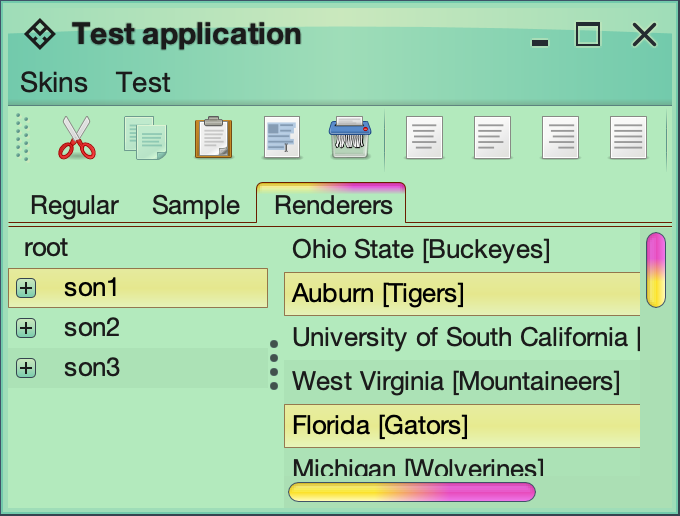 Test application
Skins Test
Regular Sample Renderers
root
son1
son2
son3
Ohio State [Buckeyes]
Auburn [Tigers]
University of South California [
West Virginia [Mountaineers]
Florida [Gators]
Michigan [Wolverines]